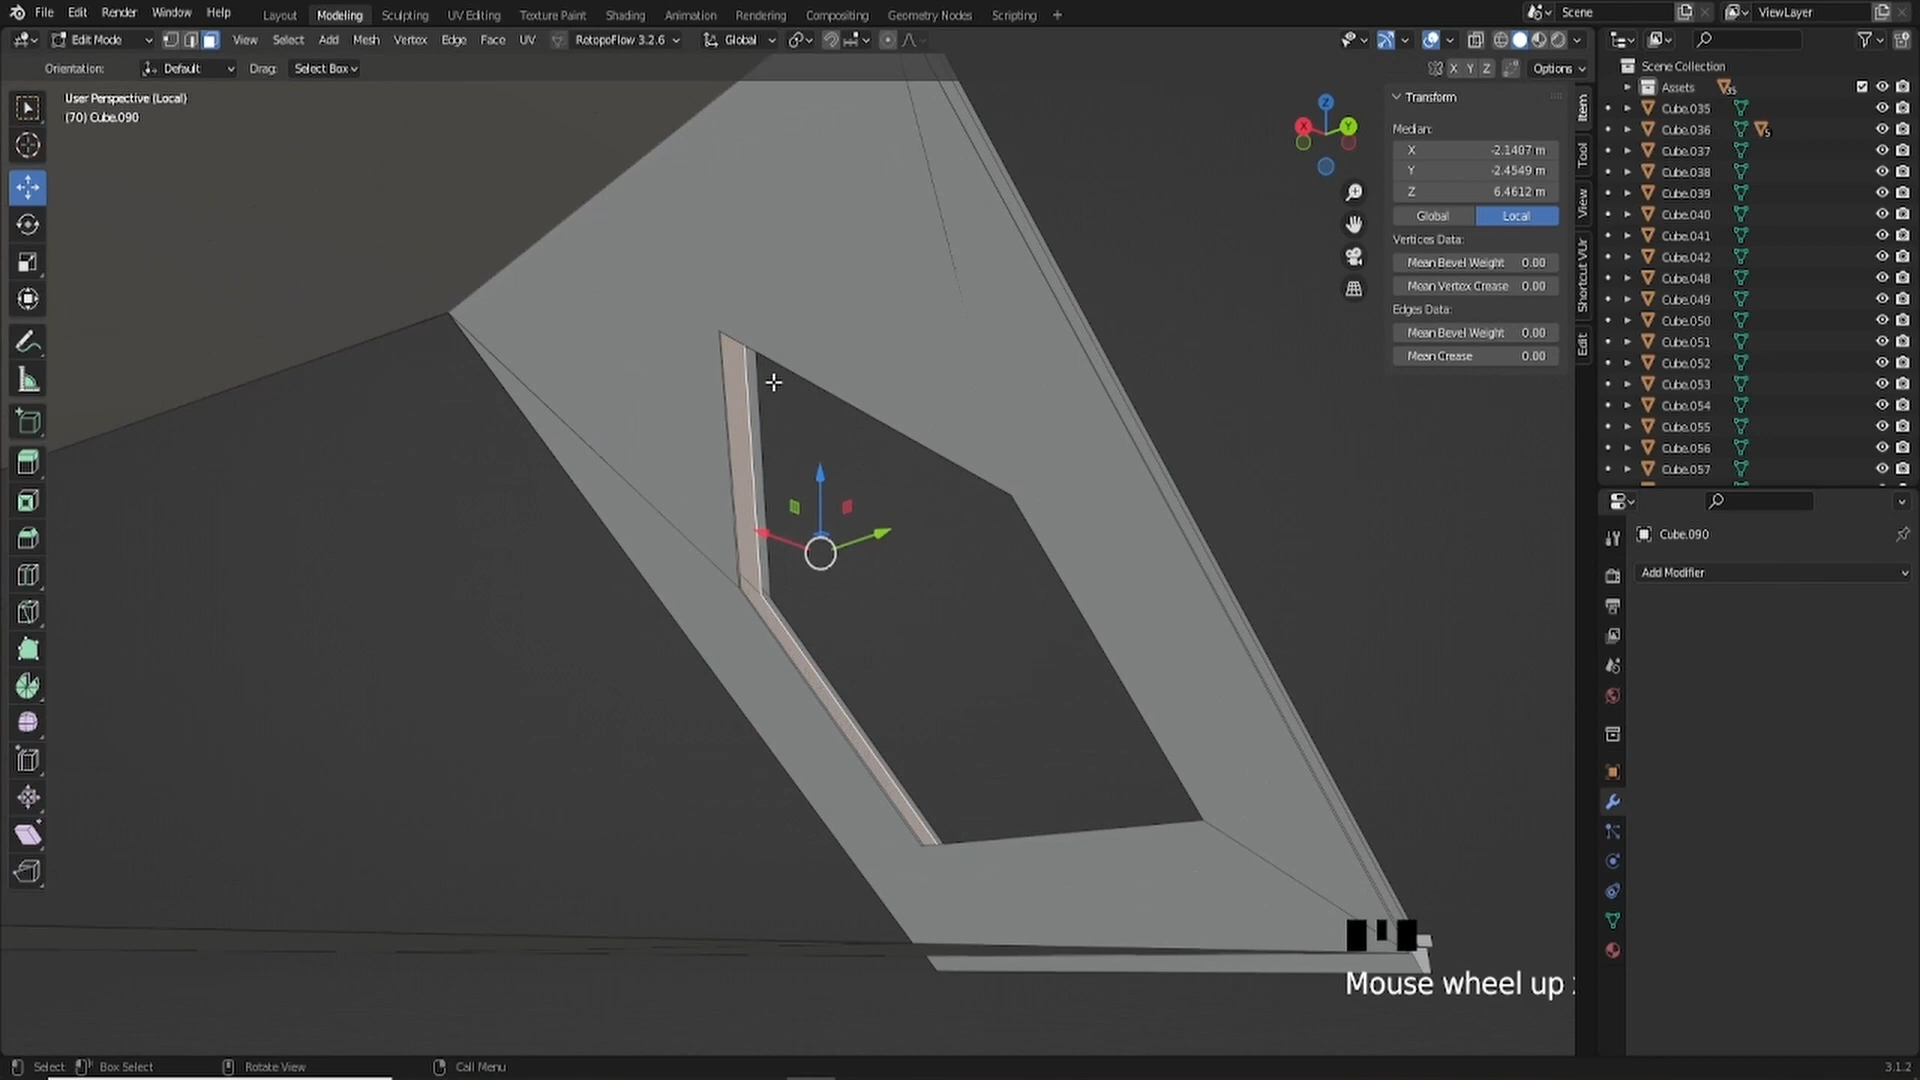 File Edit Render Window Help Layout Modeling Sculpting UV Editing Texture Paint Shading Animation Rendering Compositing Geometry Nodes Scripting + Scene ViewLayer
Edit Mode View Select Add Mesh Vertex Edge Face UV RetopoFlow 3.2.6 Global
Orientation: Default Drag: Select Box X Y Z Options
User Perspective (Local)
(70) Cube.090
Z
X
Y
Transform
Median:
X -2.1407 m
Y -2.4549 m
Z 6.4612 m
Global Local
Vertices Data:
Mean Bevel Weight 0.00
Mean Vertex Crease 0.00
Edges Data:
Mean Bevel Weight 0.00
Mean Crease 0.00
Item
Tool
View
Shortcut VUr
Edit
Scene Collection
Assets 35
Cube.035
Cube.036 5
Cube.037
Cube.038
Cube.039
Cube.040
Cube.041
Cube.042
Cube.048
Cube.049
Cube.050
Cube.051
Cube.052
Cube.053
Cube.054
Cube.055
Cube.056
Cube.057
Cube.090
Add Modifier
Mouse wheel up
Select Box Select Rotate View Call Menu 3.1.2